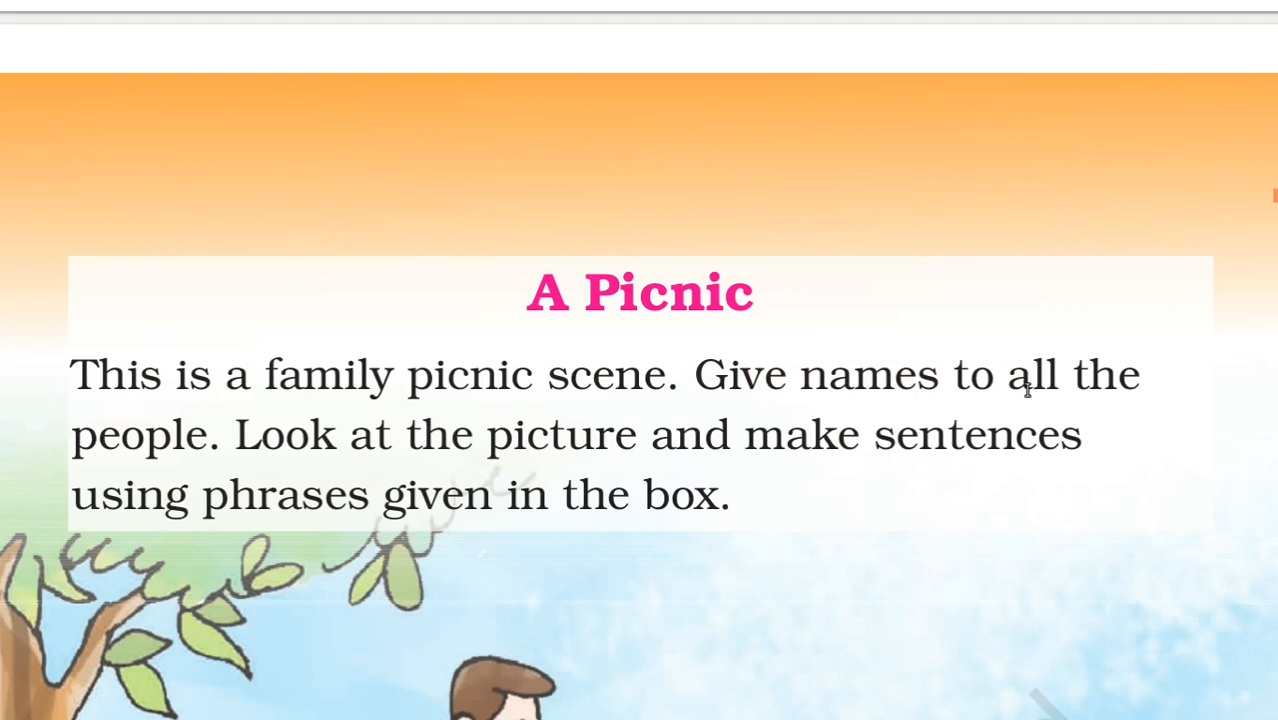 A Picnic
This is a family picnic scene. Give names to all the
people. Look at the picture and make sentences
using phrases given in the box.